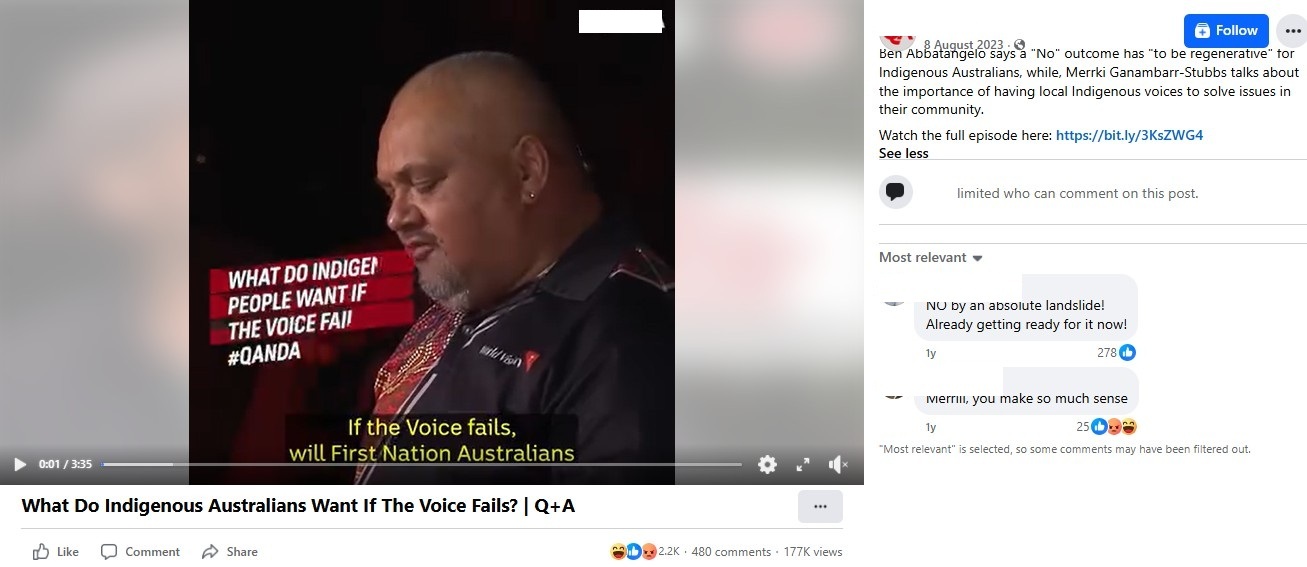 WHAT DO INDIGEN
PEOPLE WANT IF
THE VOICE FAI
#QANDA
World Vision
If the Voice fails,
will First Nation Australians
0:01 / 3:35
What Do Indigenous Australians Want If The Voice Fails? | Q+A
Like Comment Share
2.2K · 480 comments · 177K views
Follow
8 August 2023 ·
Ben Abbatangelo says a "No" outcome has "to be regenerative" for
Indigenous Australians, while, Merrki Ganambarr-Stubbs talks about
the importance of having local Indigenous voices to solve issues in
their community.
Watch the full episode here: https://bit.ly/3KsZWG4
See less
limited who can comment on this post.
Most relevant
NO by an absolute landslide!
Already getting ready for it now!
1y 278
Merrill, you make so much sense
1y 25
"Most relevant" is selected, so some comments may have been filtered out.